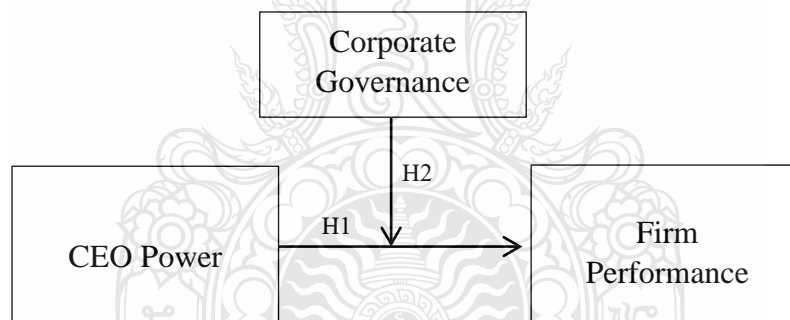 Corporate
Governance
H2
H1
CEO Power
Firm
Performance